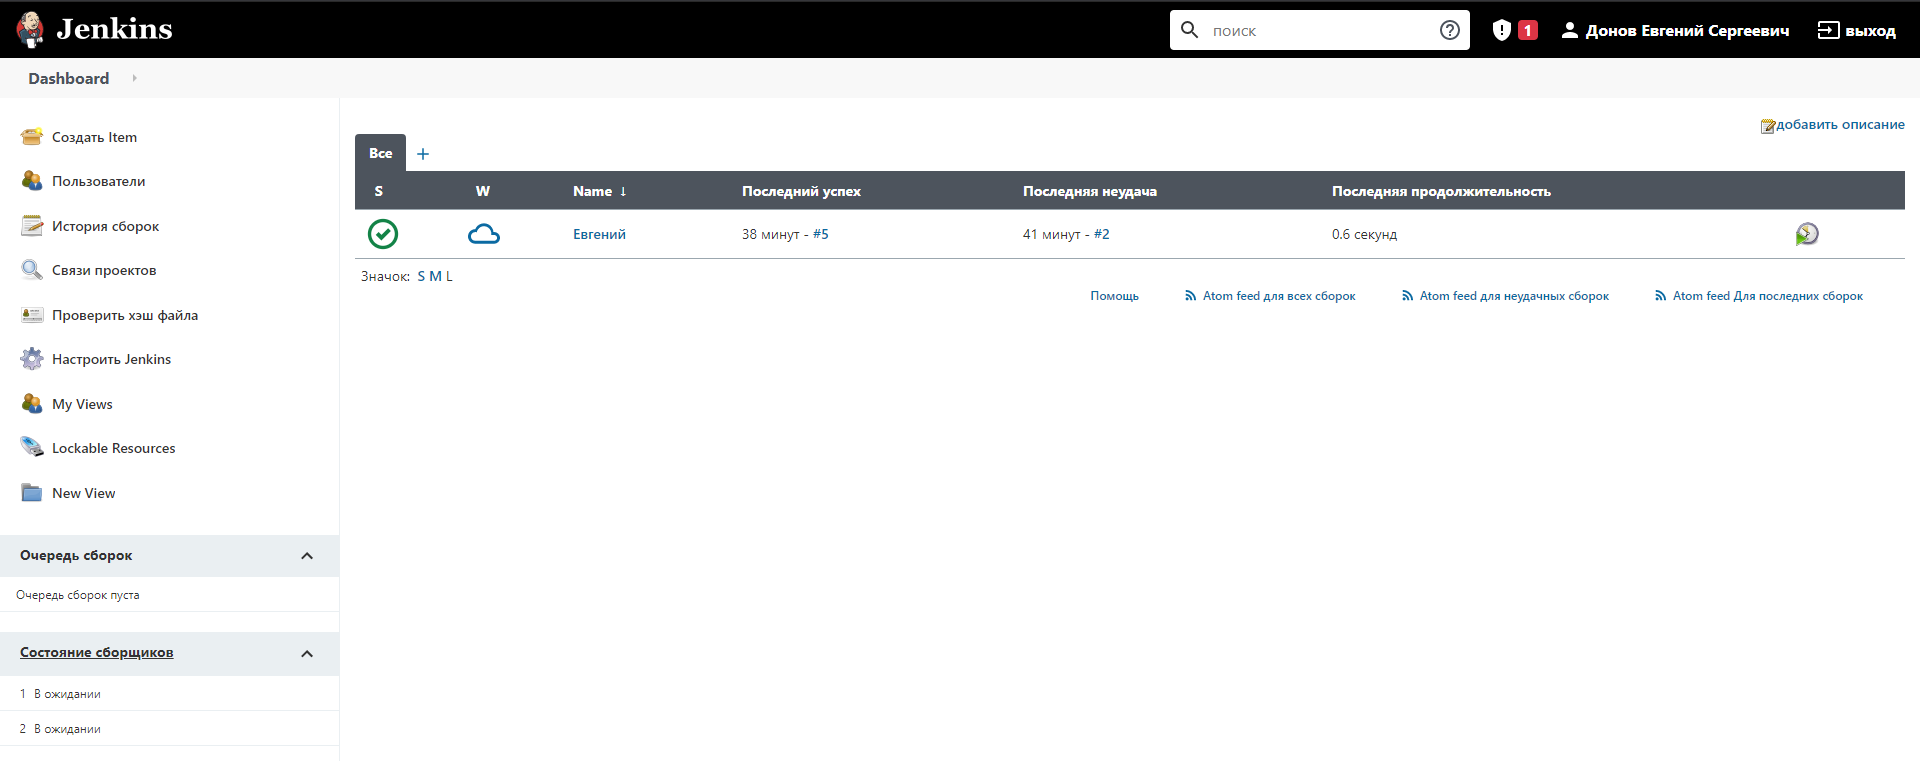 Jenkins
поиск
1
Донов Евгений Сергеевич
выход
Dashboard
Создать Item
Пользователи
История сборок
Связи проектов
Проверить хэш файла
Настроить Jenkins
My Views
Lockable Resources
New View
Очередь сборок
Очередь сборок пуста
Состояние сборщиков
1 В ожидании
2 В ожидании
добавить описание
Все +
S W Name ↓ Последний успех Последняя неудача Последняя продолжительность
Евгений 38 минут - #5 41 минут - #2 0.6 секунд
Значок: S M L
Помощь Atom feed для всех сборок Atom feed для неудачных сборок Atom feed Для последних сборок